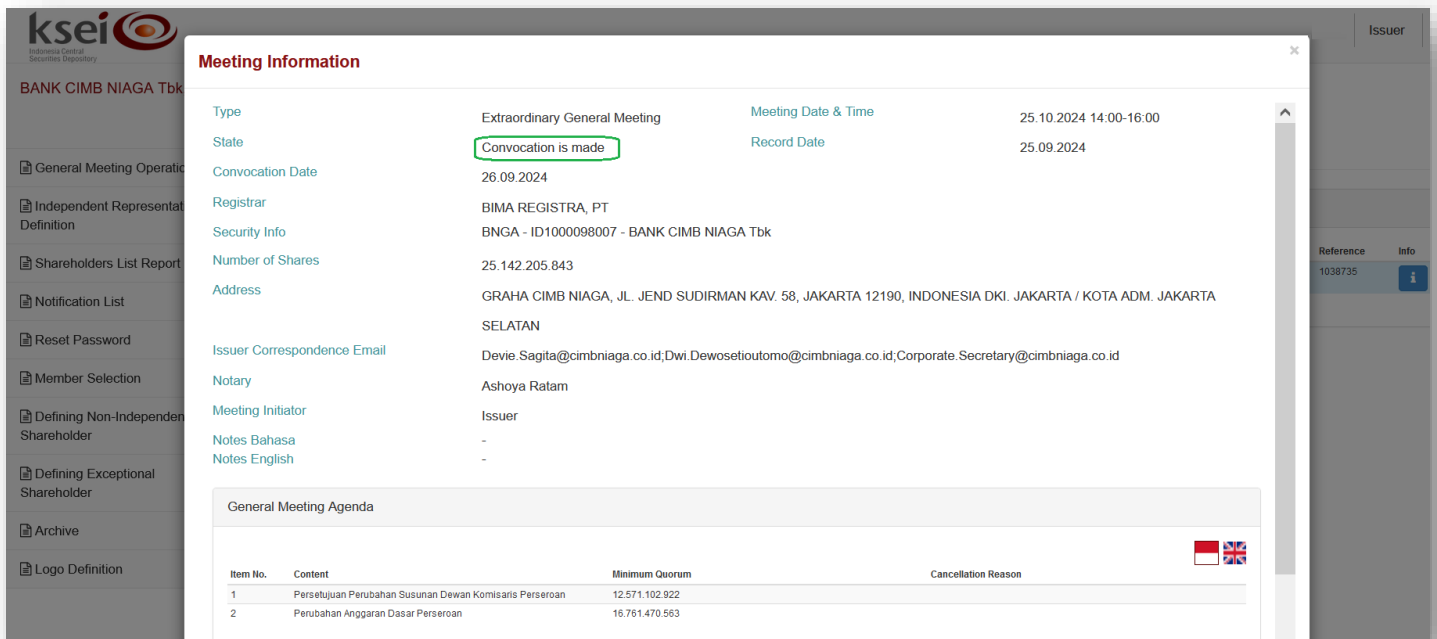 ksei
Indonesia Central
Securities Depository
Issuer
BANK CIMB NIAGA Tbk
General Meeting Operatio
Independent Representat
Definition
Shareholders List Report
Notification List
Reset Password
Member Selection
Defining Non-Independen
Shareholder
Defining Exceptional
Shareholder
Archive
Logo Definition
Meeting Information
×
Type Extraordinary General Meeting Meeting Date & Time 25.10.2024 14:00-16:00
State Convocation is made Record Date 25.09.2024
Convocation Date 26.09.2024
Registrar BIMA REGISTRA, PT
Security Info BNGA - ID1000098007 - BANK CIMB NIAGA Tbk
Number of Shares 25.142.205.843
Address GRAHA CIMB NIAGA, JL. JEND SUDIRMAN KAV. 58, JAKARTA 12190, INDONESIA DKI. JAKARTA / KOTA ADM. JAKARTA
SELATAN
Issuer Correspondence Email Devie.Sagita@cimbniaga.co.id;Dwi.Dewosetioutomo@cimbniaga.co.id;Corporate.Secretary@cimbniaga.co.id
Notary Ashoya Ratam
Meeting Initiator Issuer
Notes Bahasa -
Notes English -
General Meeting Agenda
Item No. Content Minimum Quorum Cancellation Reason
1 Persetujuan Perubahan Susunan Dewan Komisaris Perseroan 12.571.102.922
2 Perubahan Anggaran Dasar Perseroan 16.761.470.563
Reference Info
1038735 i